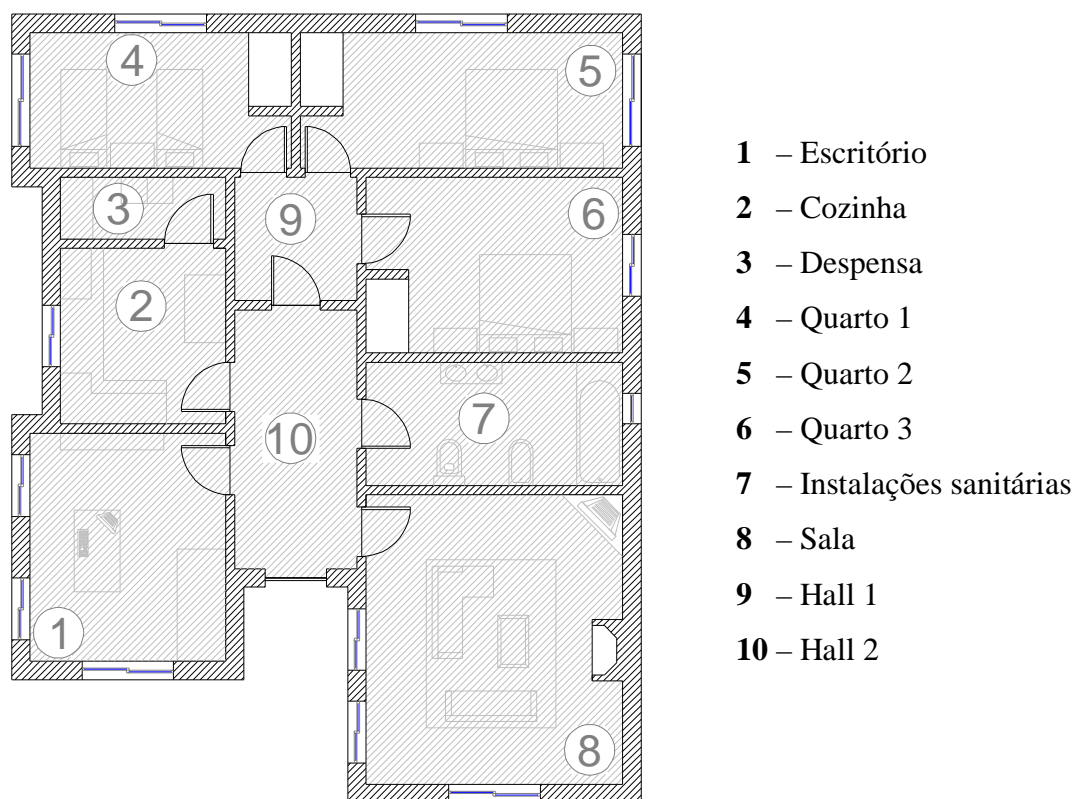 4
5
3
9
6
2
7
10
1
8
1 – Escritório
2 – Cozinha
3 – Despensa
4 – Quarto 1
5 – Quarto 2
6 – Quarto 3
7 – Instalações sanitárias
8 – Sala
9 – Hall 1
10 – Hall 2